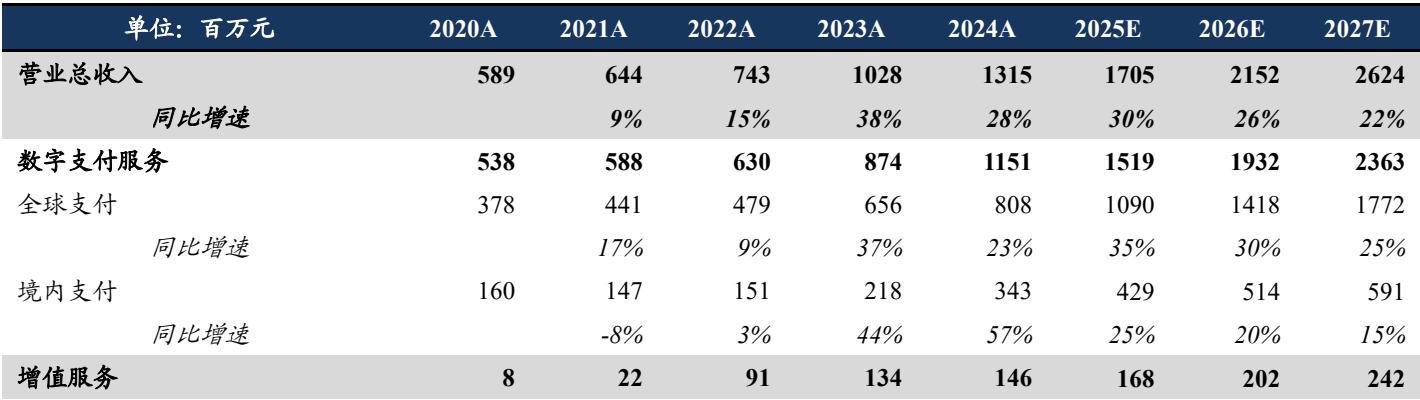 单位：百万元 2020A 2021A 2022A 2023A 2024A 2025E 2026E 2027E
营业总收入 589 644 743 1028 1315 1705 2152 2624
同比增速 9% 15% 38% 28% 30% 26% 22%
数字支付服务 538 588 630 874 1151 1519 1932 2363
全球支付 378 441 479 656 808 1090 1418 1772
同比增速 17% 9% 37% 23% 35% 30% 25%
境内支付 160 147 151 218 343 429 514 591
同比增速 -8% 3% 44% 57% 25% 20% 15%
增值服务 8 22 91 134 146 168 202 242